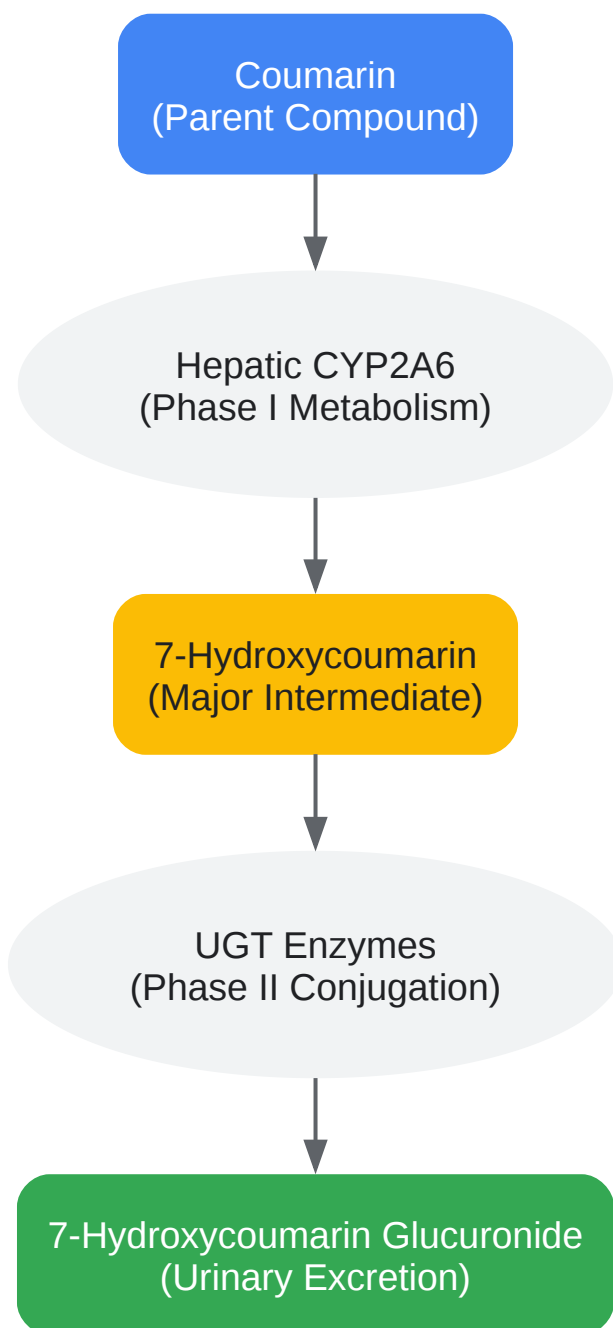 Coumarin
(Parent Compound)
Hepatic CYP2A6
(Phase I Metabolism)
7-Hydroxycoumarin
(Major Intermediate)
UGT Enzymes
(Phase II Conjugation)
7-Hydroxycoumarin Glucuronide
(Urinary Excretion)